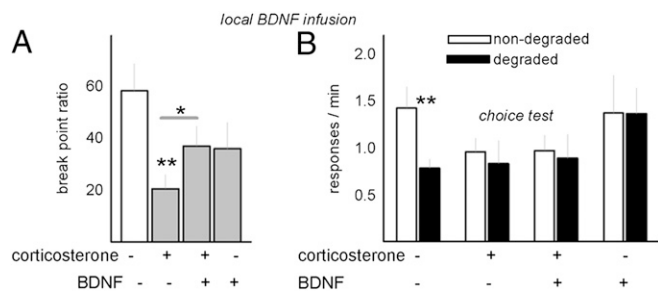 local BDNF infusion
A
break point ratio
60
40
20
*
**
corticosterone - + + -
BDNF - - + +
B
responses / min
2.0
1.5
1.0
0.5
non-degraded
degraded
**
choice test
corticosterone - + + -
BDNF - - + +